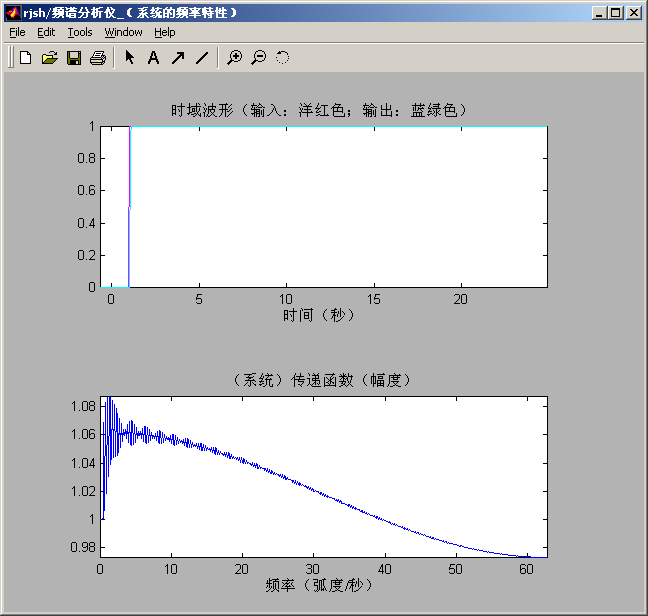 rjsh/频谱分析仪_(系统的频率特性)
File Edit Tools Window Help
A
时域波形(输入:洋红色;输出:蓝绿色)
1
0.8
0.6
0.4
0.2
0
0 5 10 15 20
时间(秒)
(系统)传递函数(幅度)
1.08
1.06
1.04
1.02
1
0.98
0 10 20 30 40 50 60
频率(弧度/秒)